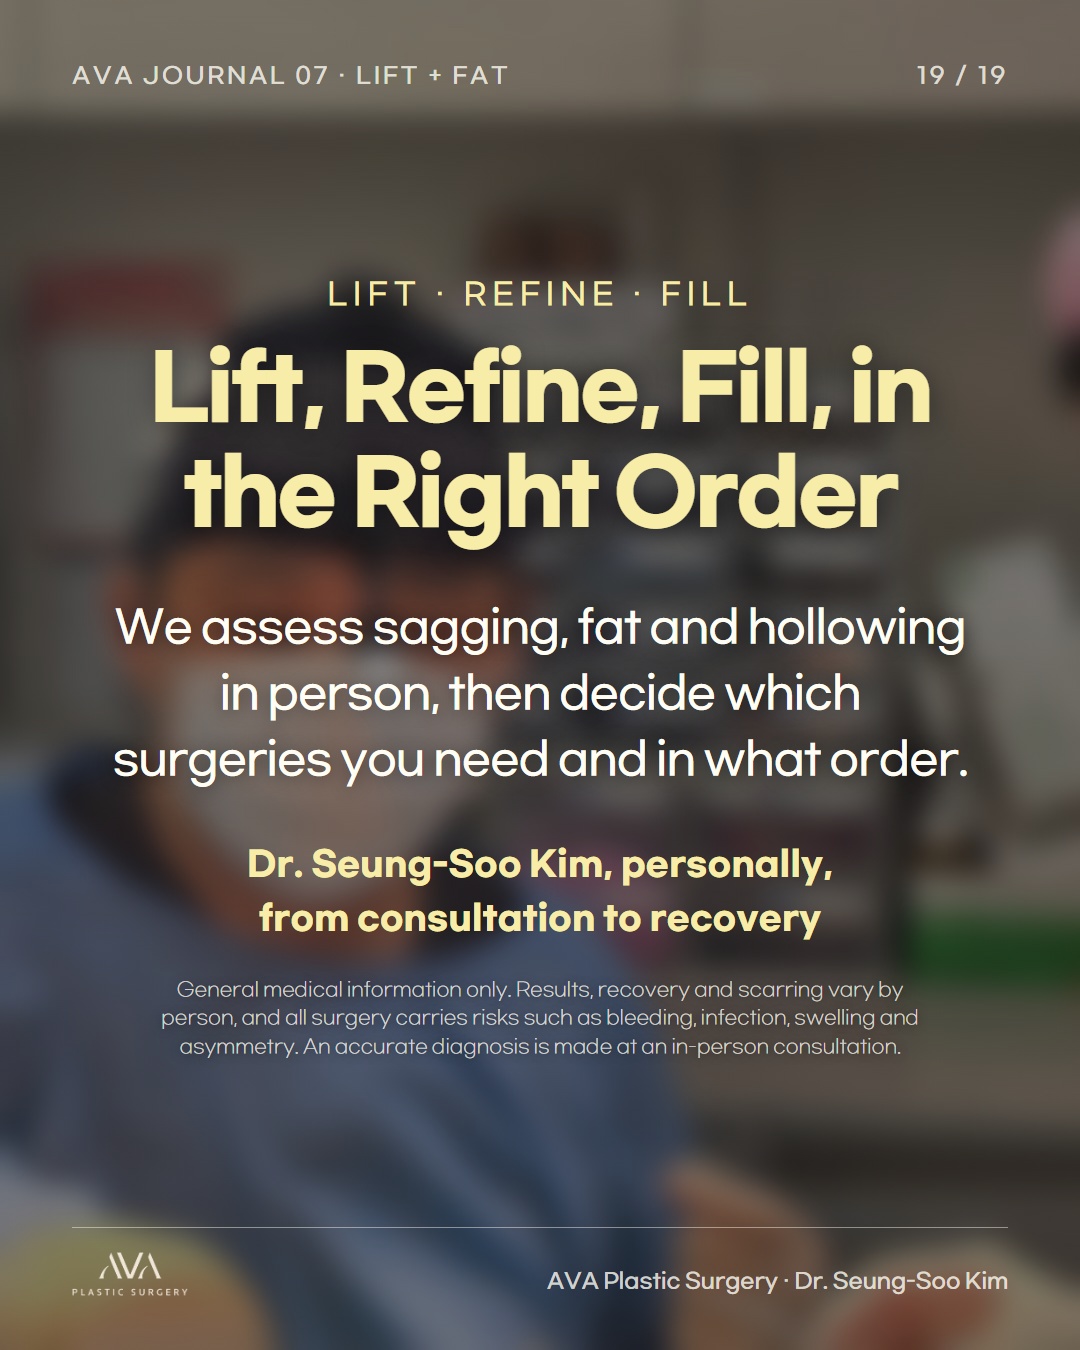 AVA JOURNAL 07 · LIFT + FAT
19 / 19
LIFT · REFINE · FILL
Lift, Refine, Fill, in
the Right Order
We assess sagging, fat and hollowing
in person, then decide which
surgeries you need and in what order.
Dr. Seung-Soo Kim, personally,
from consultation to recovery
General medical information only. Results, recovery and scarring vary by
person, and all surgery carries risks such as bleeding, infection, swelling and
asymmetry. An accurate diagnosis is made at an in-person consultation.
AVA
PLASTIC SURGERY
AVA Plastic Surgery · Dr. Seung-Soo Kim